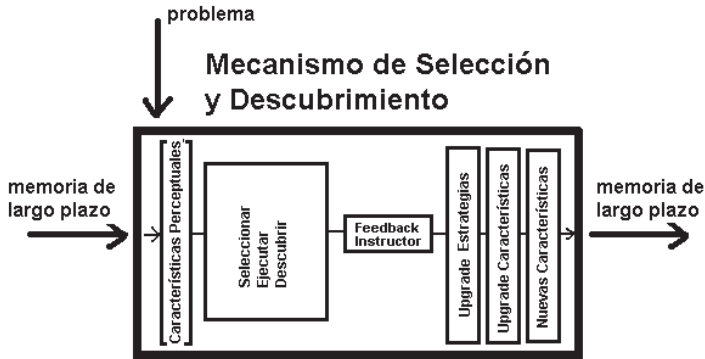 problema
Mecanismo de Selección
y Descubrimiento
memoria de
largo plazo
Características Perceptuales
Seleccionar
Ejecutar
Descubrir
Feedback
Instructor
Upgrade Estrategias
Upgrade Características
Nuevas Características
memoria de
largo plazo